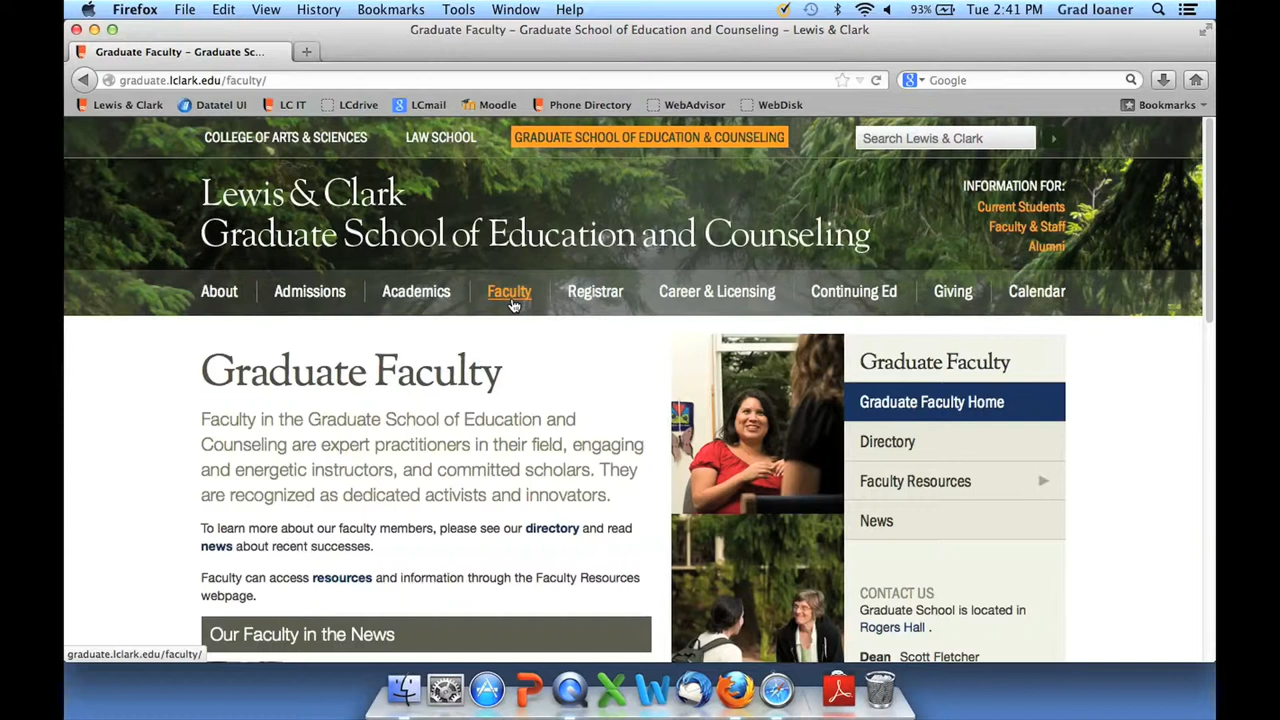 Firefox File Edit View History Bookmarks Tools Window Help 93% Tue 2:41 PM Grad loaner
Graduate Faculty – Graduate School of Education and Counseling – Lewis & Clark
Graduate Faculty – Graduate Sc...
graduate.lclark.edu/faculty/ Google
Lewis & Clark Datatel UI LC IT LCdrive LCmail Moodle Phone Directory WebAdvisor WebDisk Bookmarks
COLLEGE OF ARTS & SCIENCES LAW SCHOOL GRADUATE SCHOOL OF EDUCATION & COUNSELING Search Lewis & Clark
Lewis & Clark
Graduate School of Education and Counseling
INFORMATION FOR:
Current Students
Faculty & Staff
Alumni
About Admissions Academics Faculty Registrar Career & Licensing Continuing Ed Giving Calendar
Graduate Faculty
Faculty in the Graduate School of Education and
Counseling are expert practitioners in their field, engaging
and energetic instructors, and committed scholars. They
are recognized as dedicated activists and innovators.
To learn more about our faculty members, please see our directory and read
news about recent successes.
Faculty can access resources and information through the Faculty Resources
webpage.
Our Faculty in the News
Graduate Faculty
Graduate Faculty Home
Directory
Faculty Resources
News
CONTACT US
Graduate School is located in
Rogers Hall .
Dean Scott Fletcher
graduate.lclark.edu/faculty/